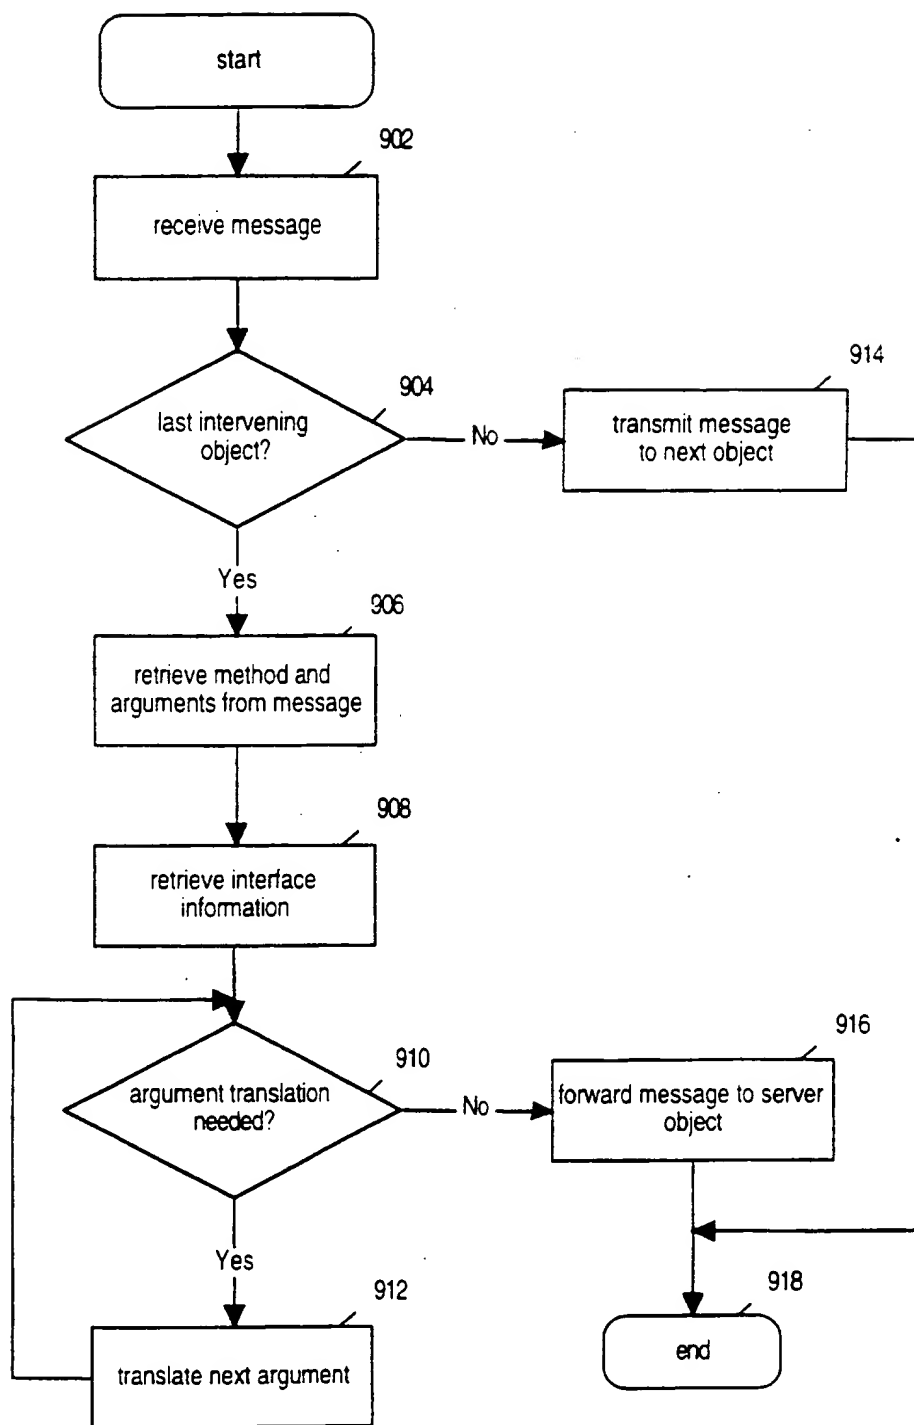 start
902
receive message
904
last intervening
object?
No
914
transmit message
to next object
Yes
906
retrieve method and
arguments from message
908
retrieve interface
information
910
argument translation
needed?
No
916
forward message to server
object
Yes
912
translate next argument
918
end